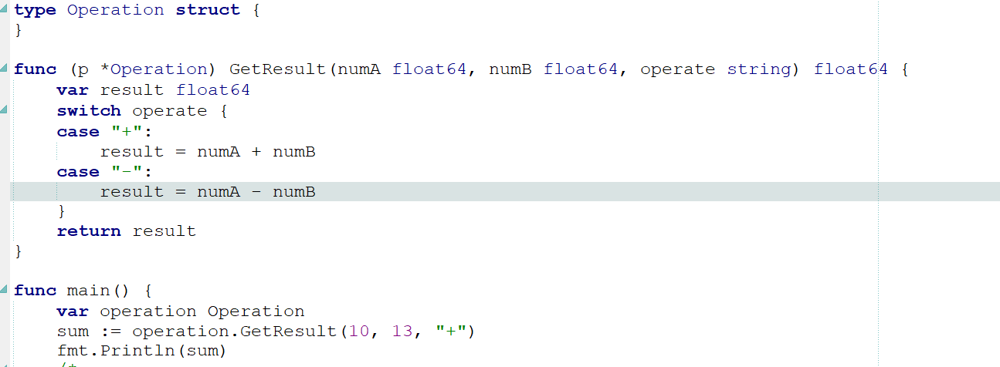 type Operation struct {
}
func (p *Operation) GetResult(numA float64, numB float64, operate string) float64 {
    var result float64
    switch operate {
    case "+":
        result = numA + numB
    case "-":
        result = numA - numB
    }
    return result
}
func main() {
    var operation Operation
    sum := operation.GetResult(10, 13, "+")
    fmt.Println(sum)
    /*